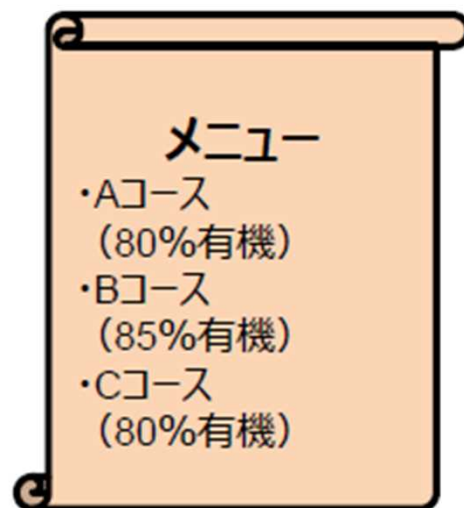 メニュー
・Aコース
（80％有機）
・Bコース
（85％有機）
・Cコース
（80％有機）